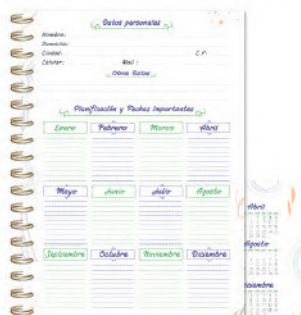 Datos personales
Nombre:
Domicilio:
Ciudad: C.P:
Celular: Mail:
Otros Datos
Planificación y Fechas Importantes
Enero Febrero Marzo Abril
Mayo Junio Julio Agosto
Septiembre Octubre Noviembre Diciembre
Abril
Agosto